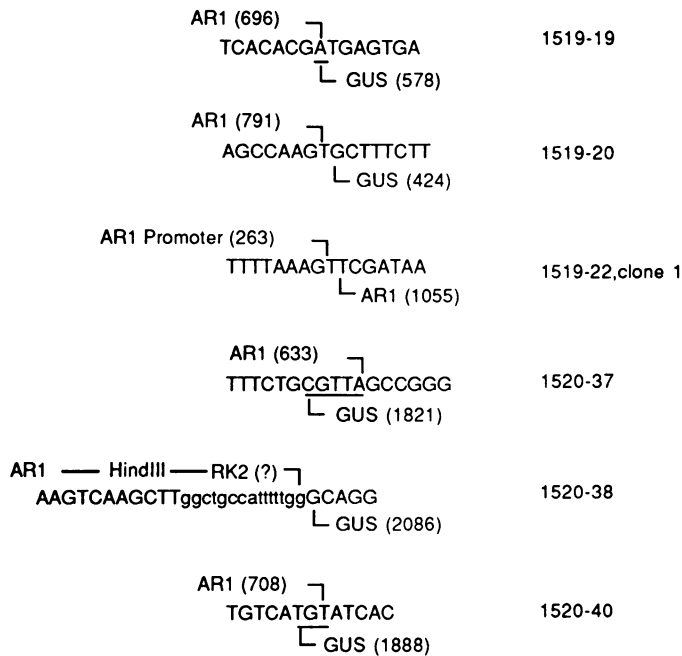 AR1 (696)
TCACACGATGAGTGA 1519-19
GUS (578)
AR1 (791)
AGCCAAGTGCTTTCTT 1519-20
GUS (424)
AR1 Promoter (263)
TTTTAAAGTTCGATAA 1519-22,clone 1
AR1 (1055)
AR1 (633)
TTTCTGCGTTAGCCGGG 1520-37
GUS (1821)
AR1 HindIII RK2 (?)
AAGTCAAGCTTggctgccatttttggGCAGG 1520-38
GUS (2086)
AR1 (708)
TGTCATGTATCAC 1520-40
GUS (1888)